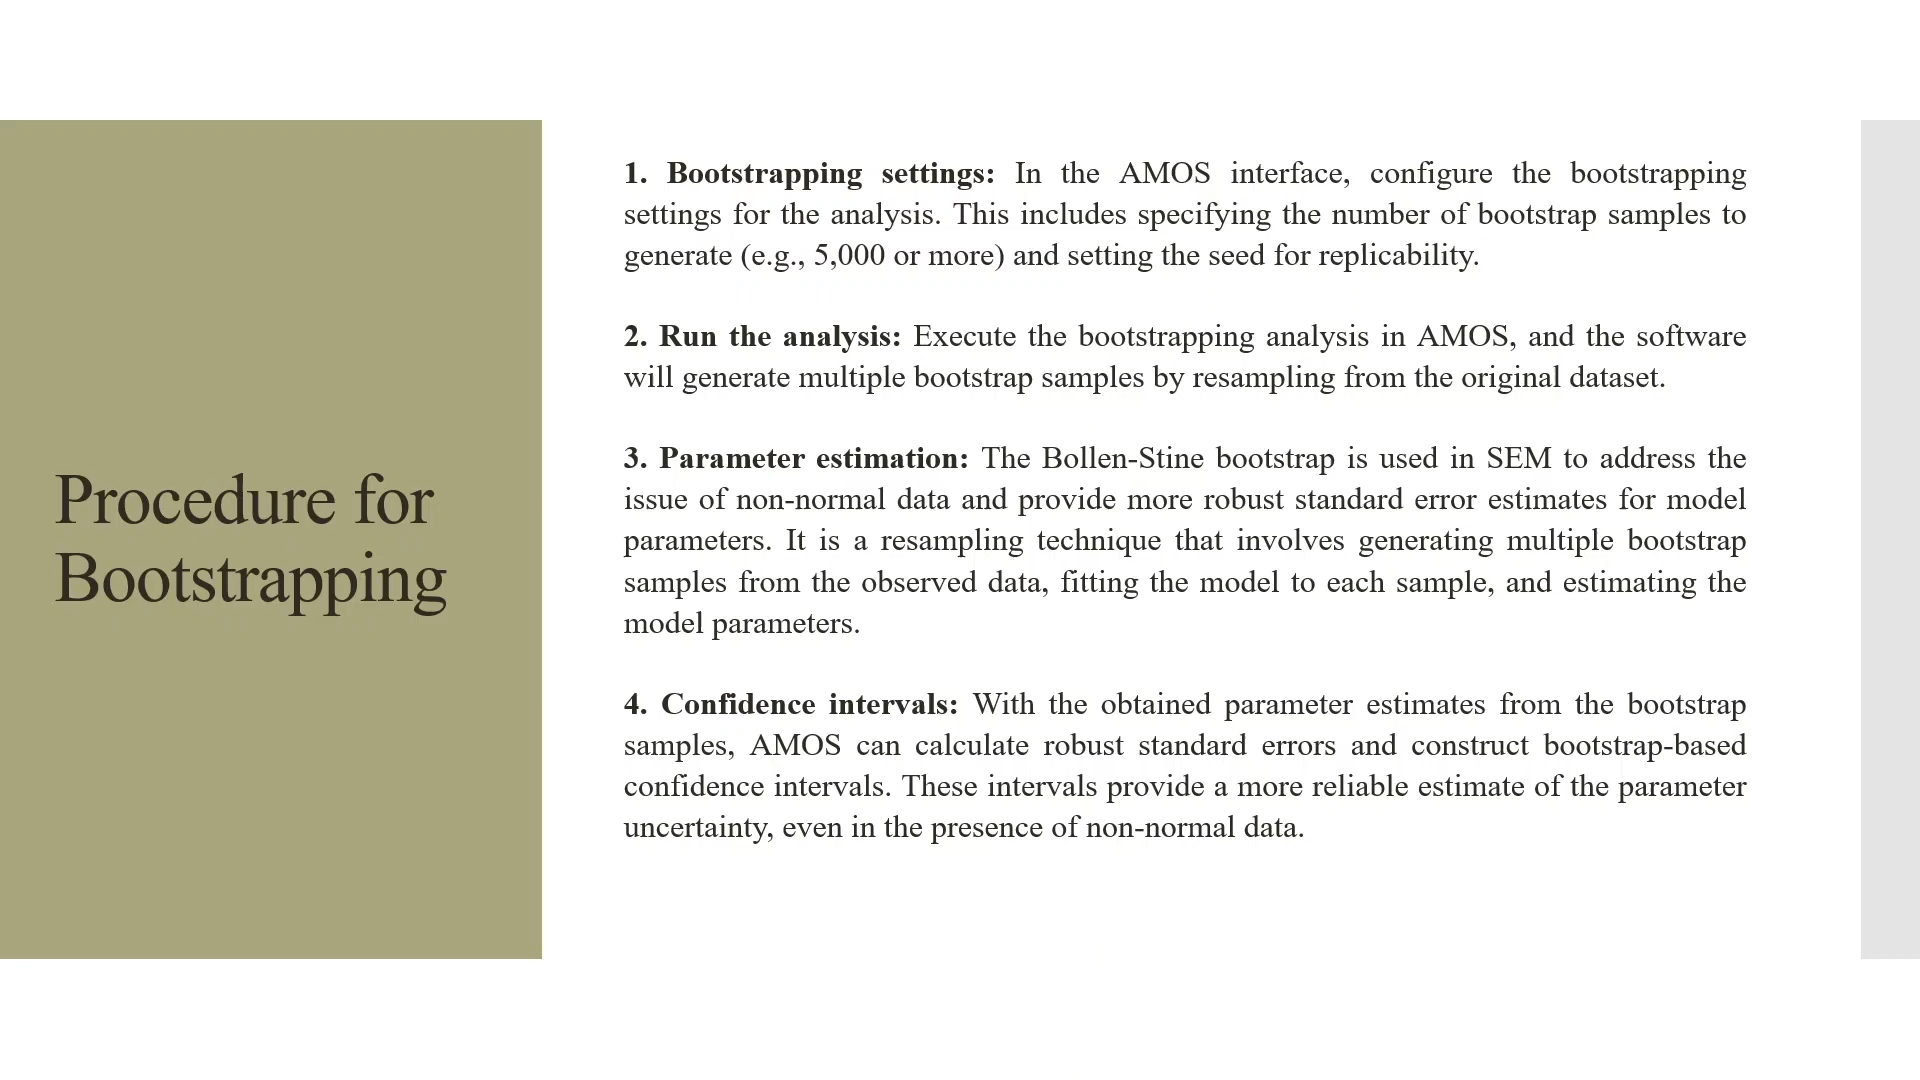 Procedure for
Bootstrapping
1. Bootstrapping settings: In the AMOS interface, configure the bootstrapping
settings for the analysis. This includes specifying the number of bootstrap samples to
generate (e.g., 5,000 or more) and setting the seed for replicability.
2. Run the analysis: Execute the bootstrapping analysis in AMOS, and the software
will generate multiple bootstrap samples by resampling from the original dataset.
3. Parameter estimation: The Bollen-Stine bootstrap is used in SEM to address the
issue of non-normal data and provide more robust standard error estimates for model
parameters. It is a resampling technique that involves generating multiple bootstrap
samples from the observed data, fitting the model to each sample, and estimating the
model parameters.
4. Confidence intervals: With the obtained parameter estimates from the bootstrap
samples, AMOS can calculate robust standard errors and construct bootstrap-based
confidence intervals. These intervals provide a more reliable estimate of the parameter
uncertainty, even in the presence of non-normal data.